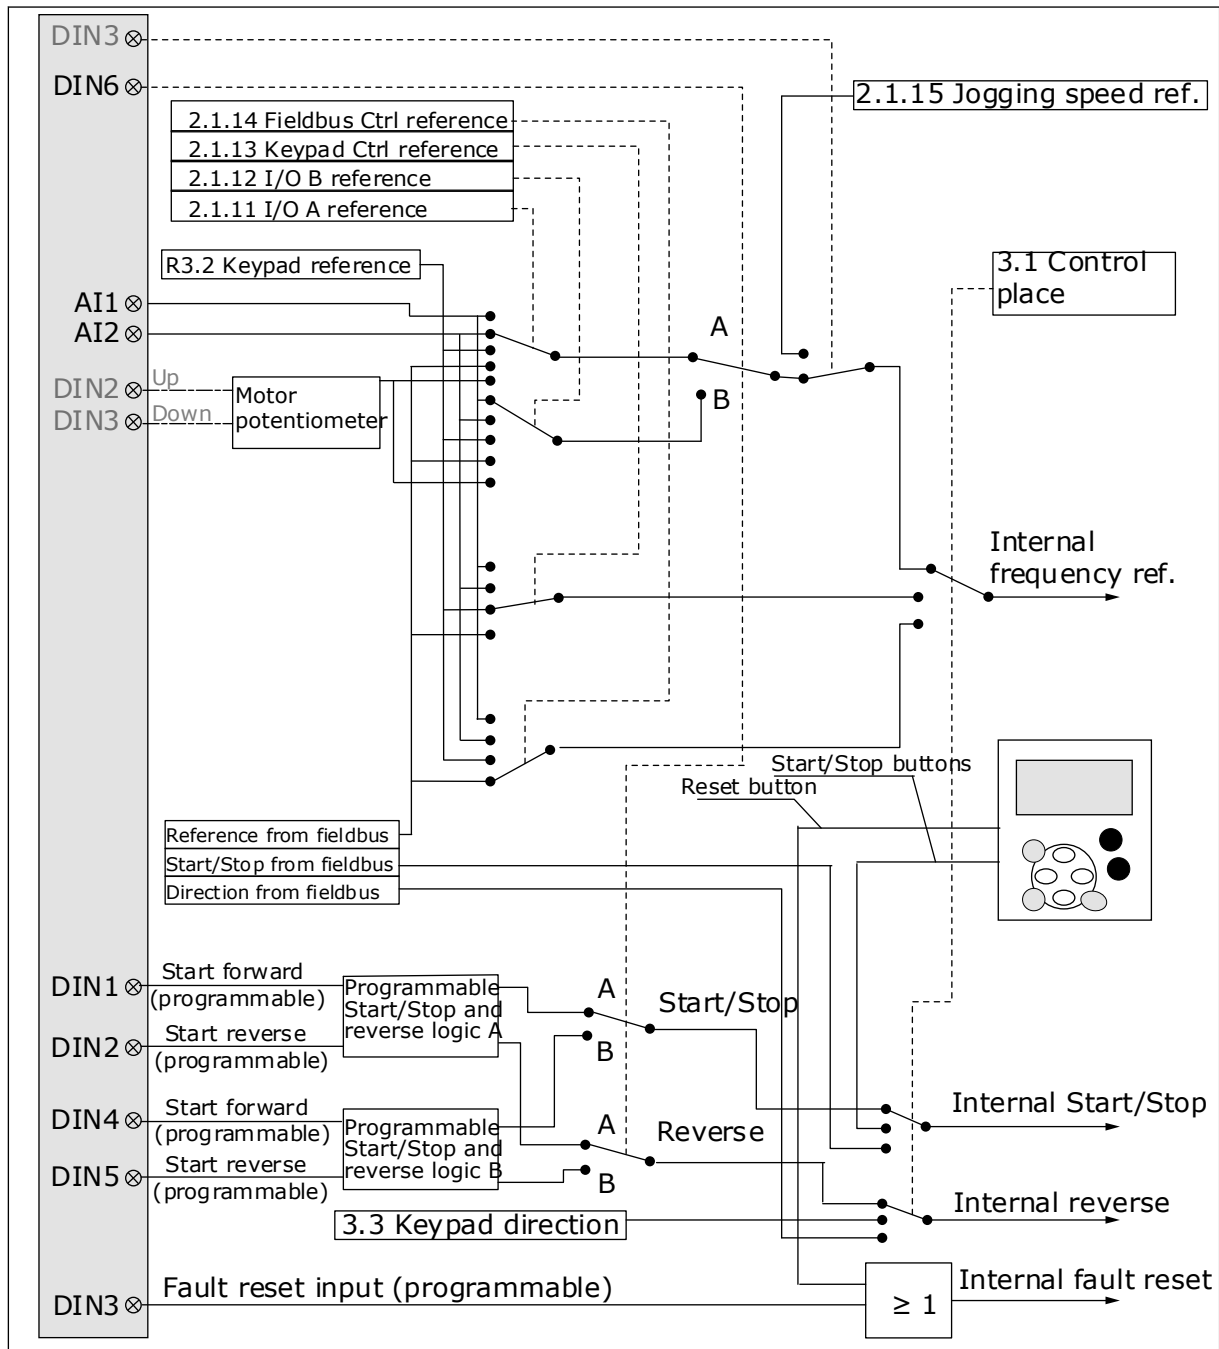 DIN3
DIN6
2.1.15 Jogging speed ref.
2.1.14 Fieldbus Ctrl reference
2.1.13 Keypad Ctrl reference
2.1.12 I/O B reference
2.1.11 I/O A reference
R3.2 Keypad reference
3.1 Control
place
AI1
AI2
A
B
DIN2
Up
DIN3
Down
Motor
potentiometer
Internal
frequency ref.
Start/Stop buttons
Reset button
Reference from fieldbus
Start/Stop from fieldbus
Direction from fieldbus
DIN1
Start forward
(programmable)
DIN2
Start reverse
(programmable)
Programmable
Start/Stop and
reverse logic A
A
B
Start/Stop
DIN4
Start forward
(programmable)
DIN5
Start reverse
(programmable)
Programmable
Start/Stop and
reverse logic B
A
B
Reverse
Internal Start/Stop
3.3 Keypad direction
Internal reverse
DIN3
Fault reset input (programmable)
≥ 1
Internal fault reset